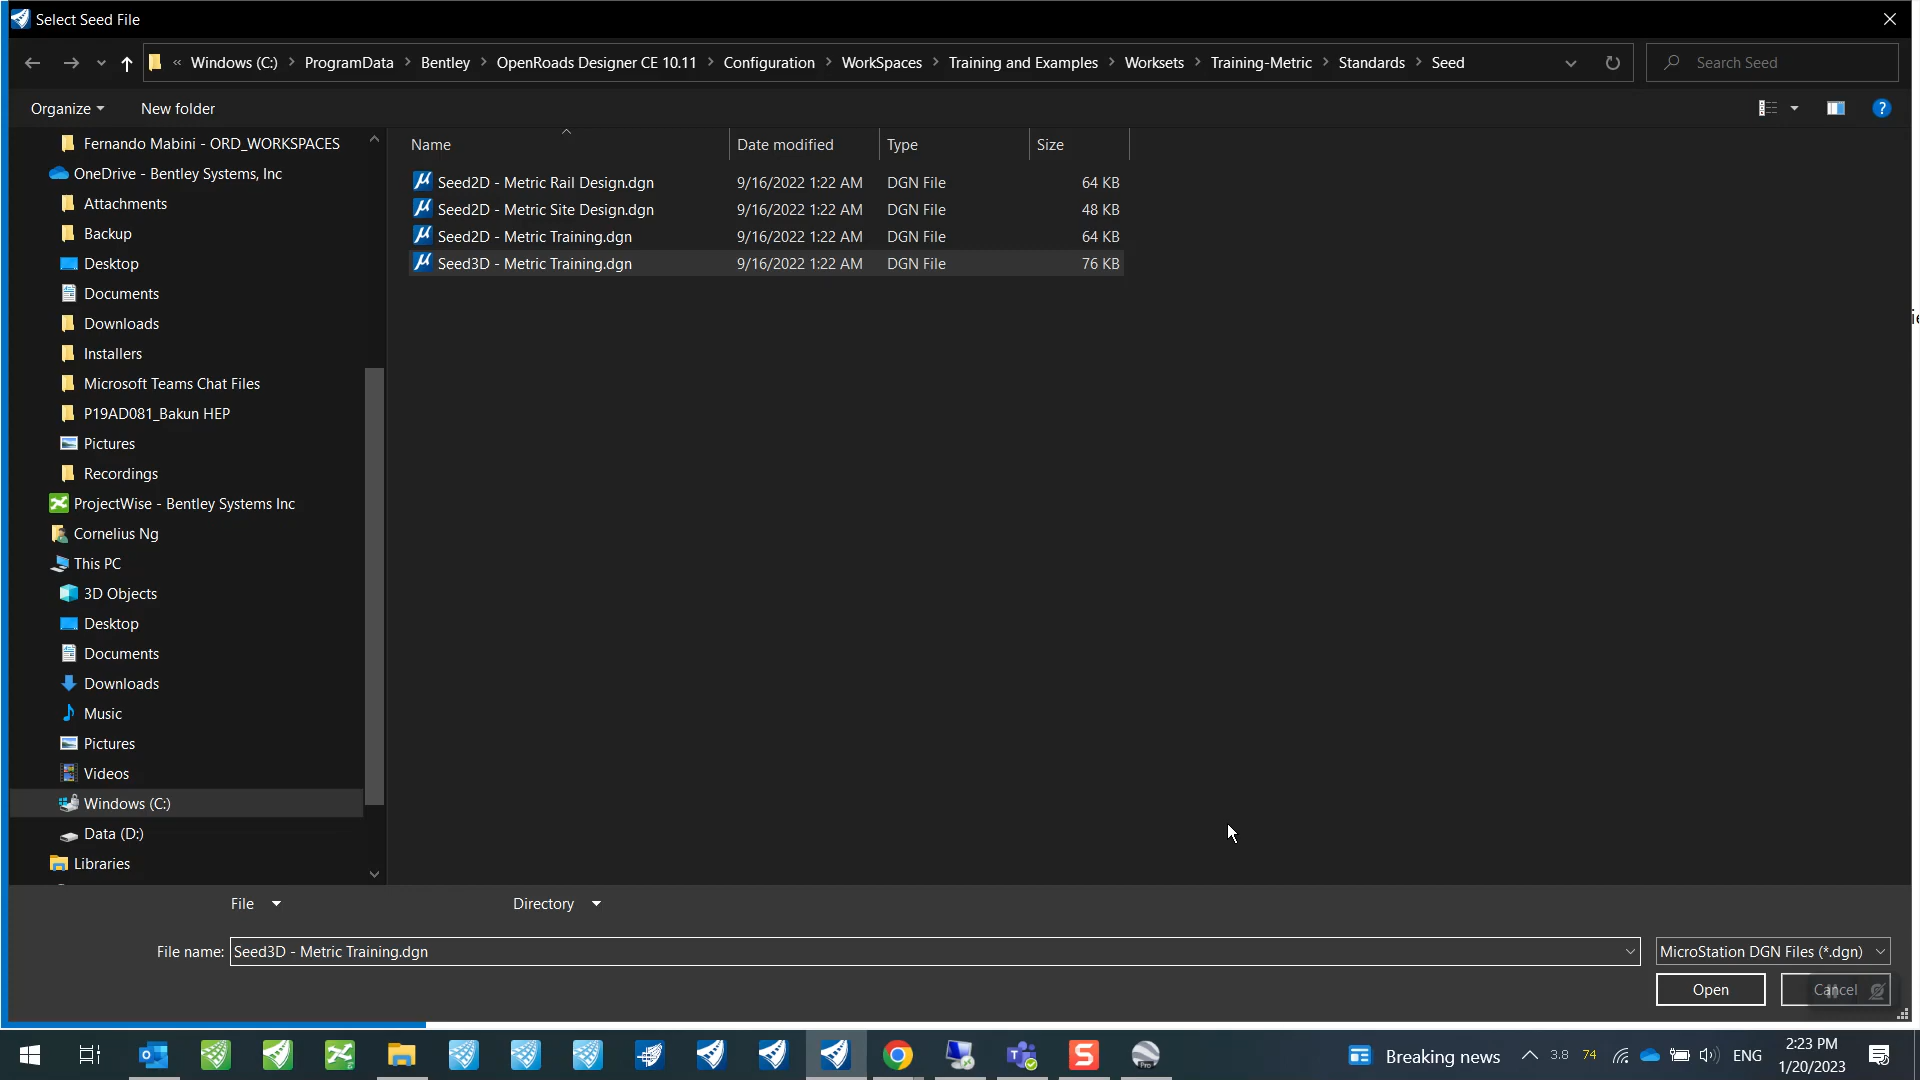 Select Seed File
« Windows (C:) > ProgramData > Bentley > OpenRoads Designer CE 10.11 > Configuration > WorkSpaces > Training and Examples > Worksets > Training-Metric > Standards > Seed
Search Seed
Organize
New folder
?
Fernando Mabini - ORD_WORKSPACES
OneDrive - Bentley Systems, Inc
Attachments
Backup
Desktop
Documents
Downloads
Installers
Microsoft Teams Chat Files
P19AD081_Bakun HEP
Pictures
Recordings
ProjectWise - Bentley Systems Inc
Cornelius Ng
This PC
3D Objects
Desktop
Documents
Downloads
Music
Pictures
Videos
Windows (C:)
Data (D:)
Libraries
Name Date modified Type Size
Seed2D - Metric Rail Design.dgn 9/16/2022 1:22 AM DGN File 64 KB
Seed2D - Metric Site Design.dgn 9/16/2022 1:22 AM DGN File 48 KB
Seed2D - Metric Training.dgn 9/16/2022 1:22 AM DGN File 64 KB
Seed3D - Metric Training.dgn 9/16/2022 1:22 AM DGN File 76 KB
File Directory
File name: Seed3D - Metric Training.dgn
MicroStation DGN Files (*.dgn)
Open
Cancel
Breaking news 3.8 74 ENG
2:23 PM
1/20/2023